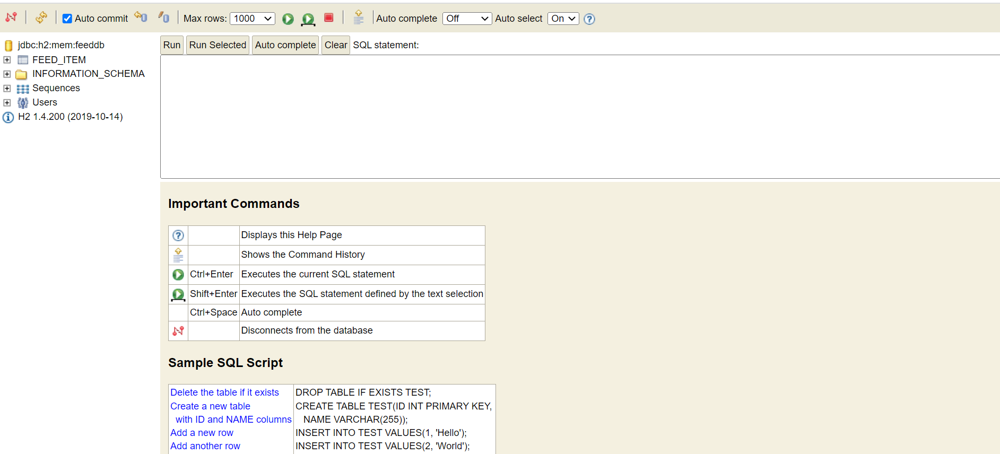 Auto commit Max rows: 1000 Auto complete Off Auto select On
jdbc:h2:mem:feeddb
FEED_ITEM
INFORMATION_SCHEMA
Sequences
Users
H2 1.4.200 (2019-10-14)
Run Run Selected Auto complete Clear SQL statement:
Important Commands
Displays this Help Page
Shows the Command History
Ctrl+Enter Executes the current SQL statement
Shift+Enter Executes the SQL statement defined by the text selection
Ctrl+Space Auto complete
Disconnects from the database
Sample SQL Script
Delete the table if it exists DROP TABLE IF EXISTS TEST;
Create a new table CREATE TABLE TEST(ID INT PRIMARY KEY,
with ID and NAME columns NAME VARCHAR(255));
Add a new row INSERT INTO TEST VALUES(1, 'Hello');
Add another row INSERT INTO TEST VALUES(2, 'World');